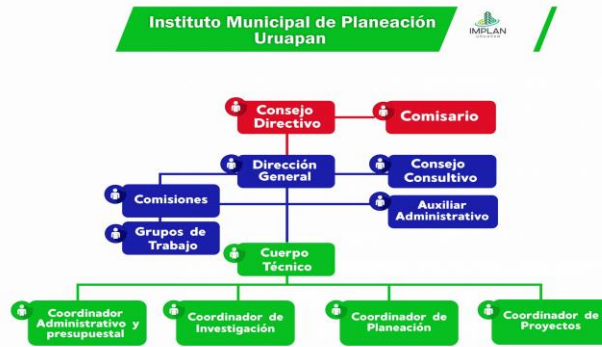 Instituto Municipal de Planeación
Uruapan
IMPLAN
URUAPAN
Consejo
Directivo
Comisario
Dirección
General
Consejo
Consultivo
Comisiones
Auxiliar
Administrativo
Grupos de
Trabajo
Cuerpo
Técnico
Coordinador
Administrativo y
presupuestal
Coordinador de
Investigación
Coordinador de
Planeación
Coordinador de
Proyectos